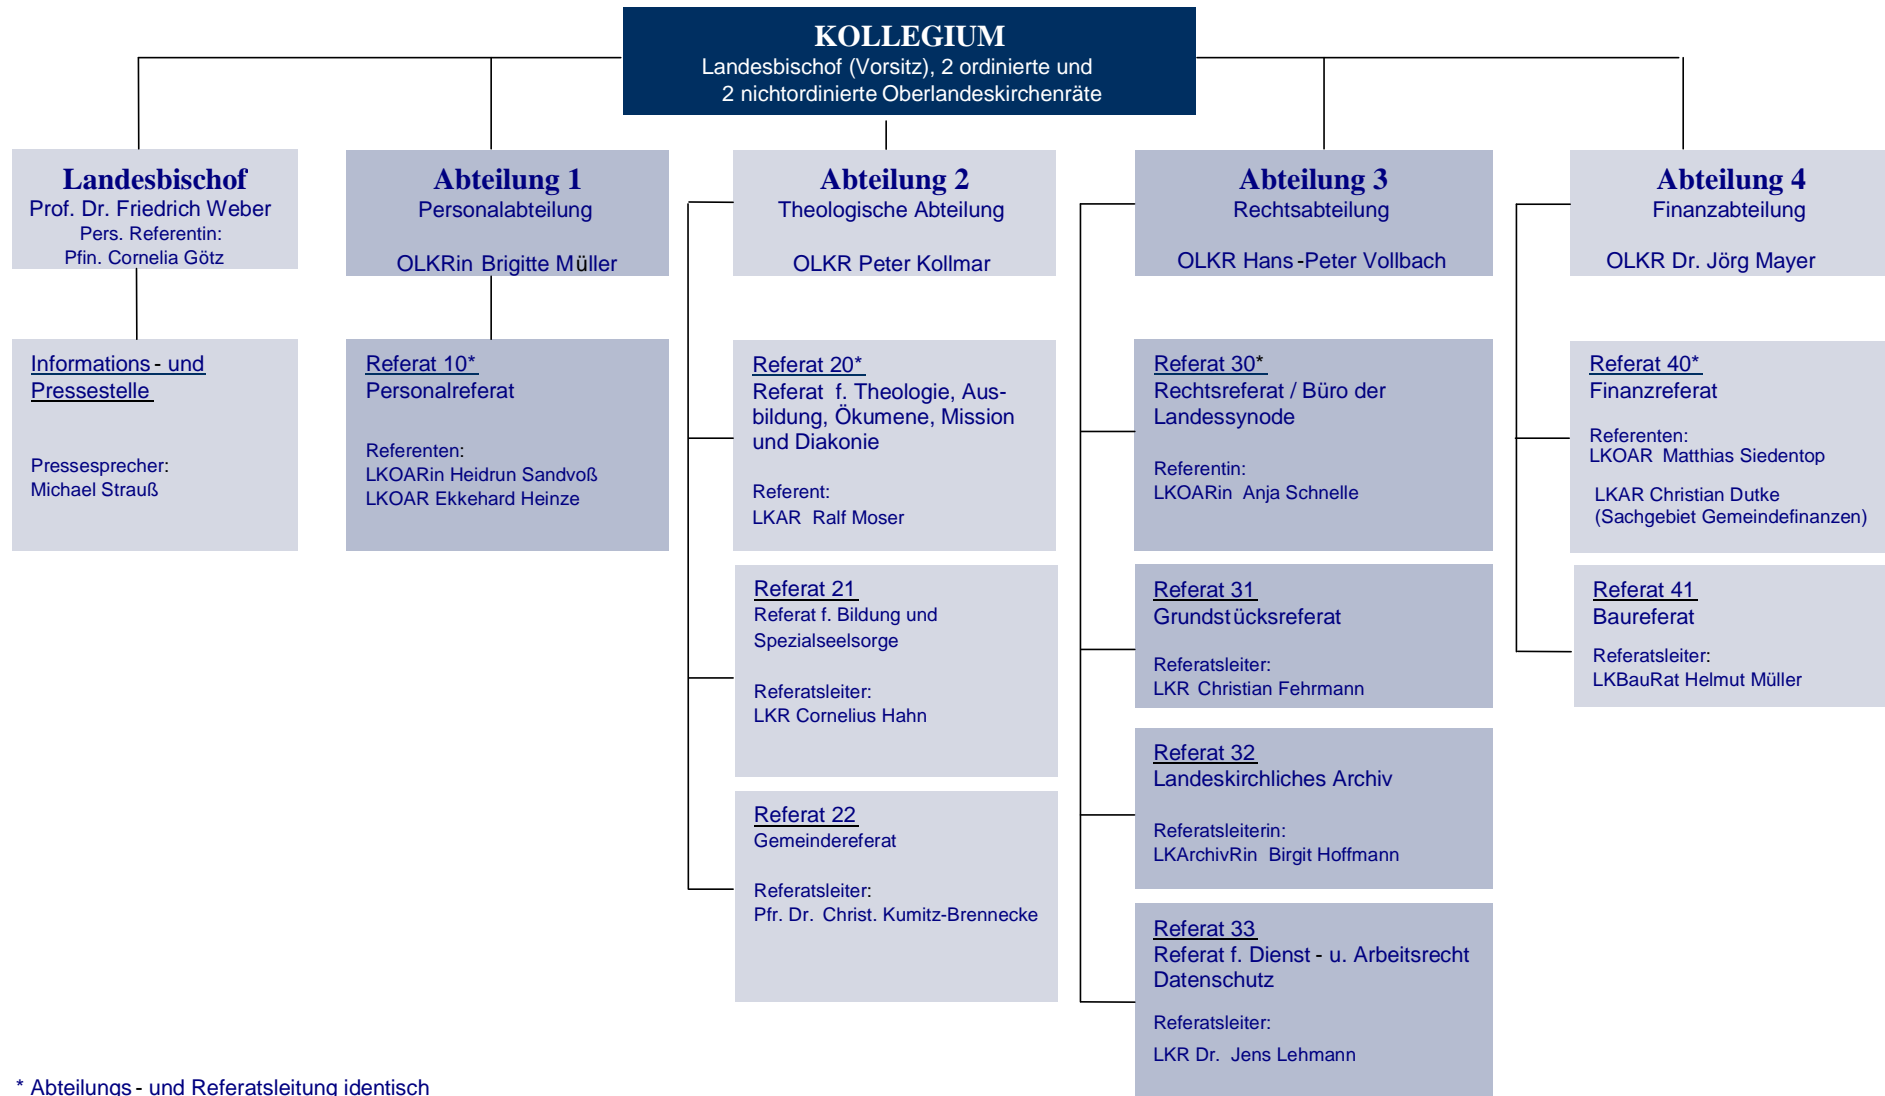 KOLLEGIUM
Landesbischof (Vorsitz), 2 ordinierte und
2 nichtordinierte Oberlandeskirchenräte
Landesbischof
Prof. Dr. Friedrich Weber
Pers. Referentin:
Pfin. Cornelia Götz
Informations- und
Pressestelle
Pressesprecher:
Michael Strauß
Abteilung 1
Personalabteilung
OLKRin Brigitte Müller
Referat 10*
Personalreferat
Referenten:
LKOARin Heidrun Sandvoß
LKOAR Ekkehard Heinze
Abteilung 2
Theologische Abteilung
OLKR Peter Kollmar
Referat 20*
Referat f. Theologie, Aus-
bildung, Ökumene, Mission
und Diakonie
Referent:
LKAR Ralf Moser
Referat 21
Referat f. Bildung und
Spezialseelsorge
Referatsleiter:
LKR Cornelius Hahn
Referat 22
Gemeindereferat
Referatsleiter:
Pfr. Dr. Christ. Kumitz-Brennecke
Abteilung 3
Rechtsabteilung
OLKR Hans-Peter Vollbach
Referat 30*
Rechtsreferat / Büro der
Landessynode
Referentin:
LKOARin Anja Schnelle
Referat 31
Grundstücksreferat
Referatsleiter:
LKR Christian Fehrmann
Referat 32
Landeskirchliches Archiv
Referatsleiterin:
LKArchivRin Birgit Hoffmann
Referat 33
Referat f. Dienst- u. Arbeitsrecht
Datenschutz
Referatsleiter:
LKR Dr. Jens Lehmann
Abteilung 4
Finanzabteilung
OLKR Dr. Jörg Mayer
Referat 40*
Finanzreferat
Referenten:
LKOAR Matthias Siedentop
LKAR Christian Dutke
(Sachgebiet Gemeindefinanzen)
Referat 41
Baureferat
Referatsleiter:
LKBauRat Helmut Müller
* Abteilungs- und Referatsleitung identisch